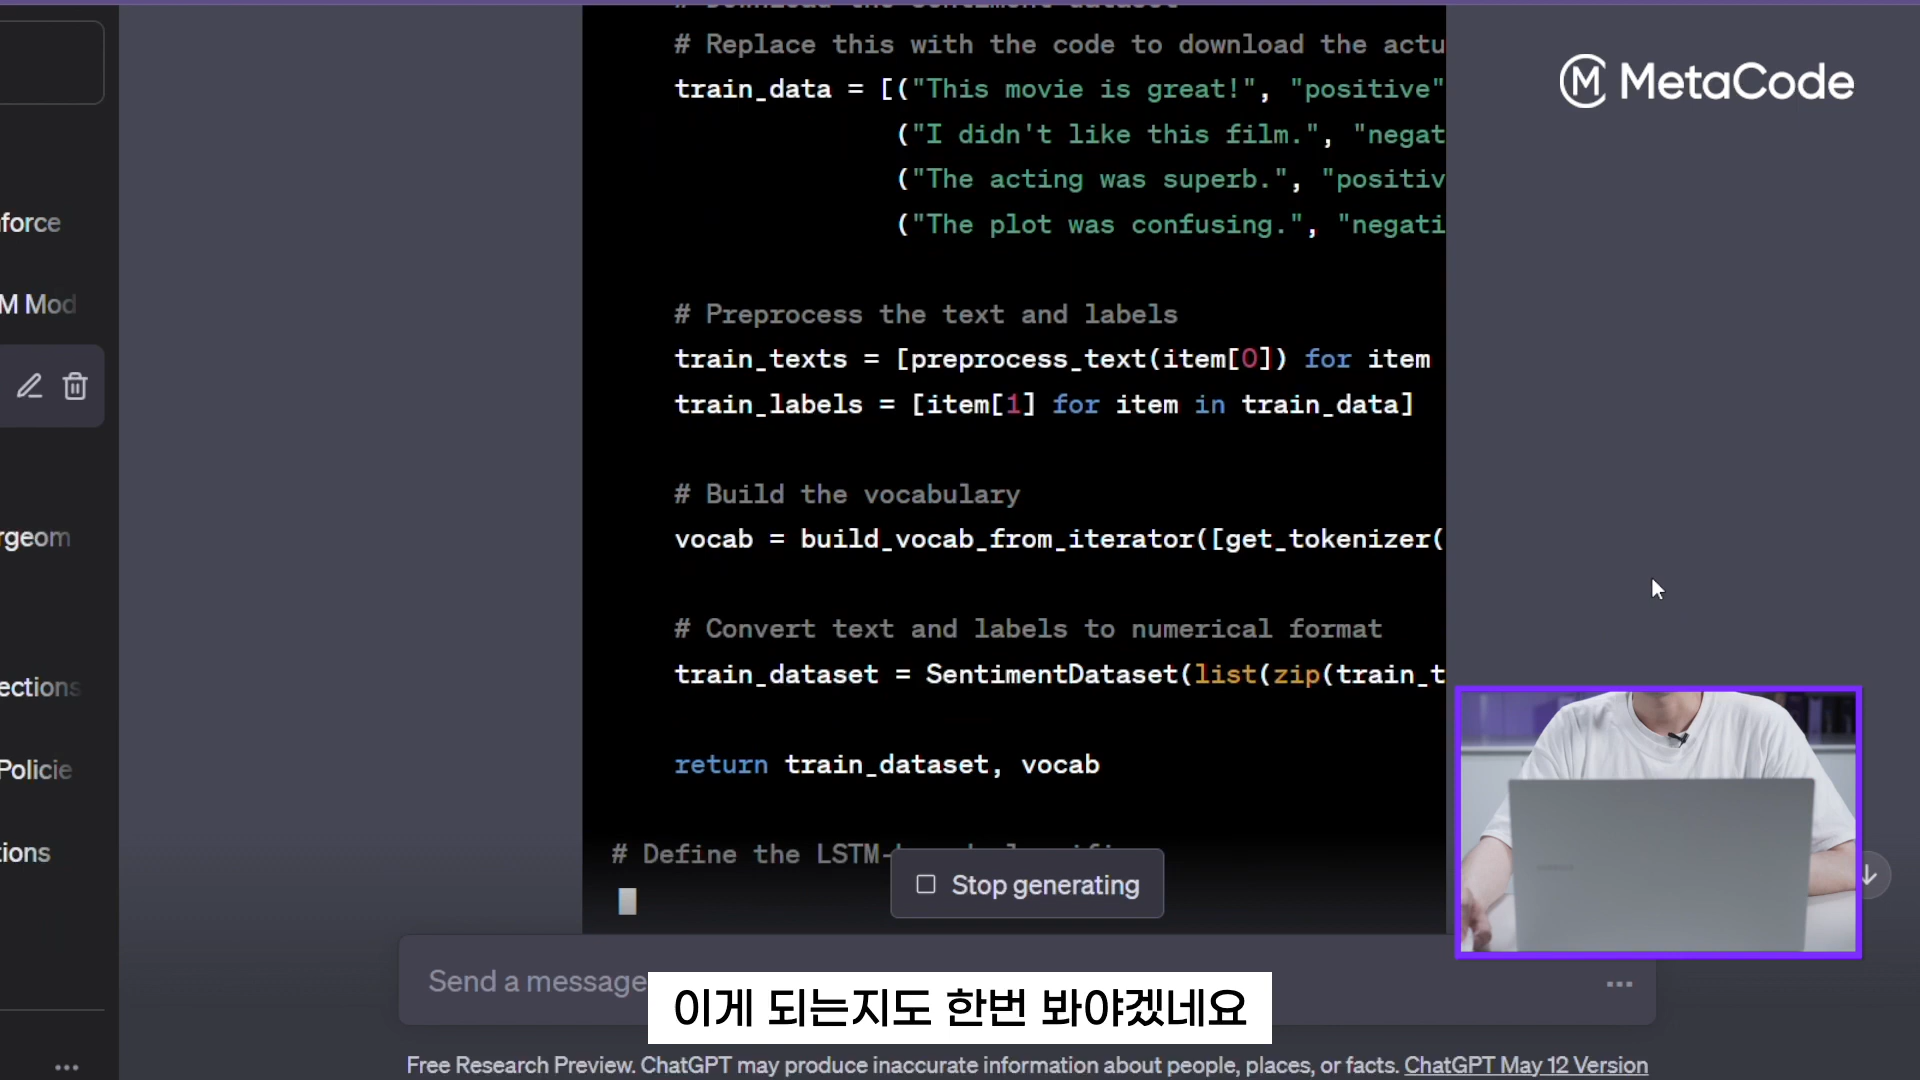 # Download the sentiment dataset
# Replace this with the code to download the actu
train_data = [("This movie is great!", "positive"
("I didn't like this film.", "negat
("The acting was superb.", "positiv
("The plot was confusing.", "negati
# Preprocess the text and labels
train_texts = [preprocess_text(item[0]) for item
train_labels = [item[1] for item in train_data]
# Build the vocabulary
vocab = build_vocab_from_iterator([get_tokenizer(
# Convert text and labels to numerical format
train_dataset = SentimentDataset(list(zip(train_t
return train_dataset, vocab
# Define the LSTM-
MetaCode
force
M Mod
rgeom
ections
Policie
tions
Stop generating
Send a message
이게 되는지도 한번 봐야겠네요
Free Research Preview. ChatGPT may produce inaccurate information about people, places, or facts. ChatGPT May 12 Version